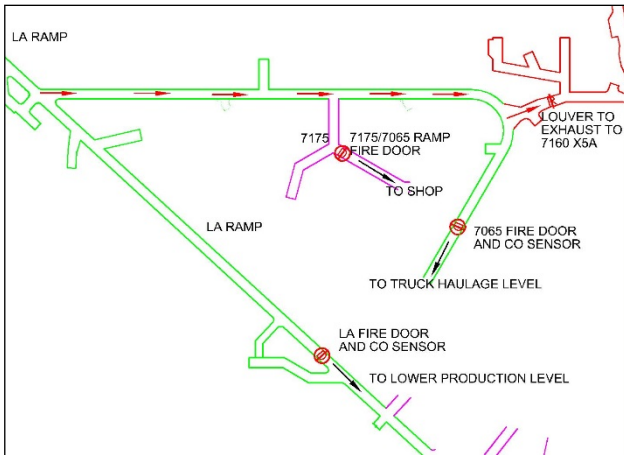 LA RAMP
LOUVER TO
EXHAUST TO
7160 X5A
7175
7175/7065 RAMP
FIRE DOOR
TO SHOP
LA RAMP
7065 FIRE DOOR
AND CO SENSOR
TO TRUCK HAULAGE LEVEL
LA FIRE DOOR
AND CO SENSOR
TO LOWER PRODUCTION LEVEL